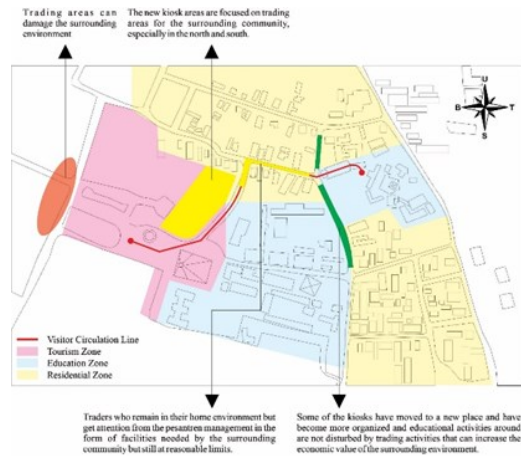 Trading areas can
damage the surrounding
environment
The new kiosk areas are focused on trading
areas for the surrounding community,
especially in the north and south.
U
B T
S
Visitor Circulation Line
Tourism Zone
Education Zone
Residential Zone
Traders who remain in their home environment but
get attention from the pesantren management in the
form of facilities needed by the surrounding
community but still at reasonable limits.
Some of the kiosks have moved to a new place and have
become more organized and educational activities around
are not disturbed by trading activities that can increase the
economic value of the surrounding environment.